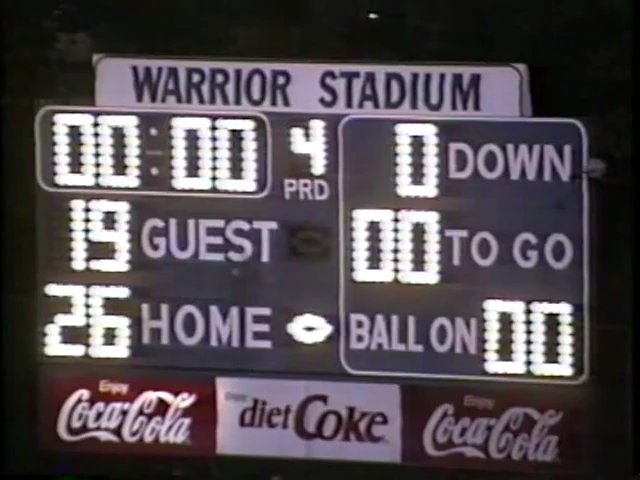 WARRIOR STADIUM
00:00 4 PRD 0 DOWN
19 GUEST 00 TO GO
26 HOME BALL ON 00
Enjoy Coca-Cola diet Coke Enjoy Coca-Cola